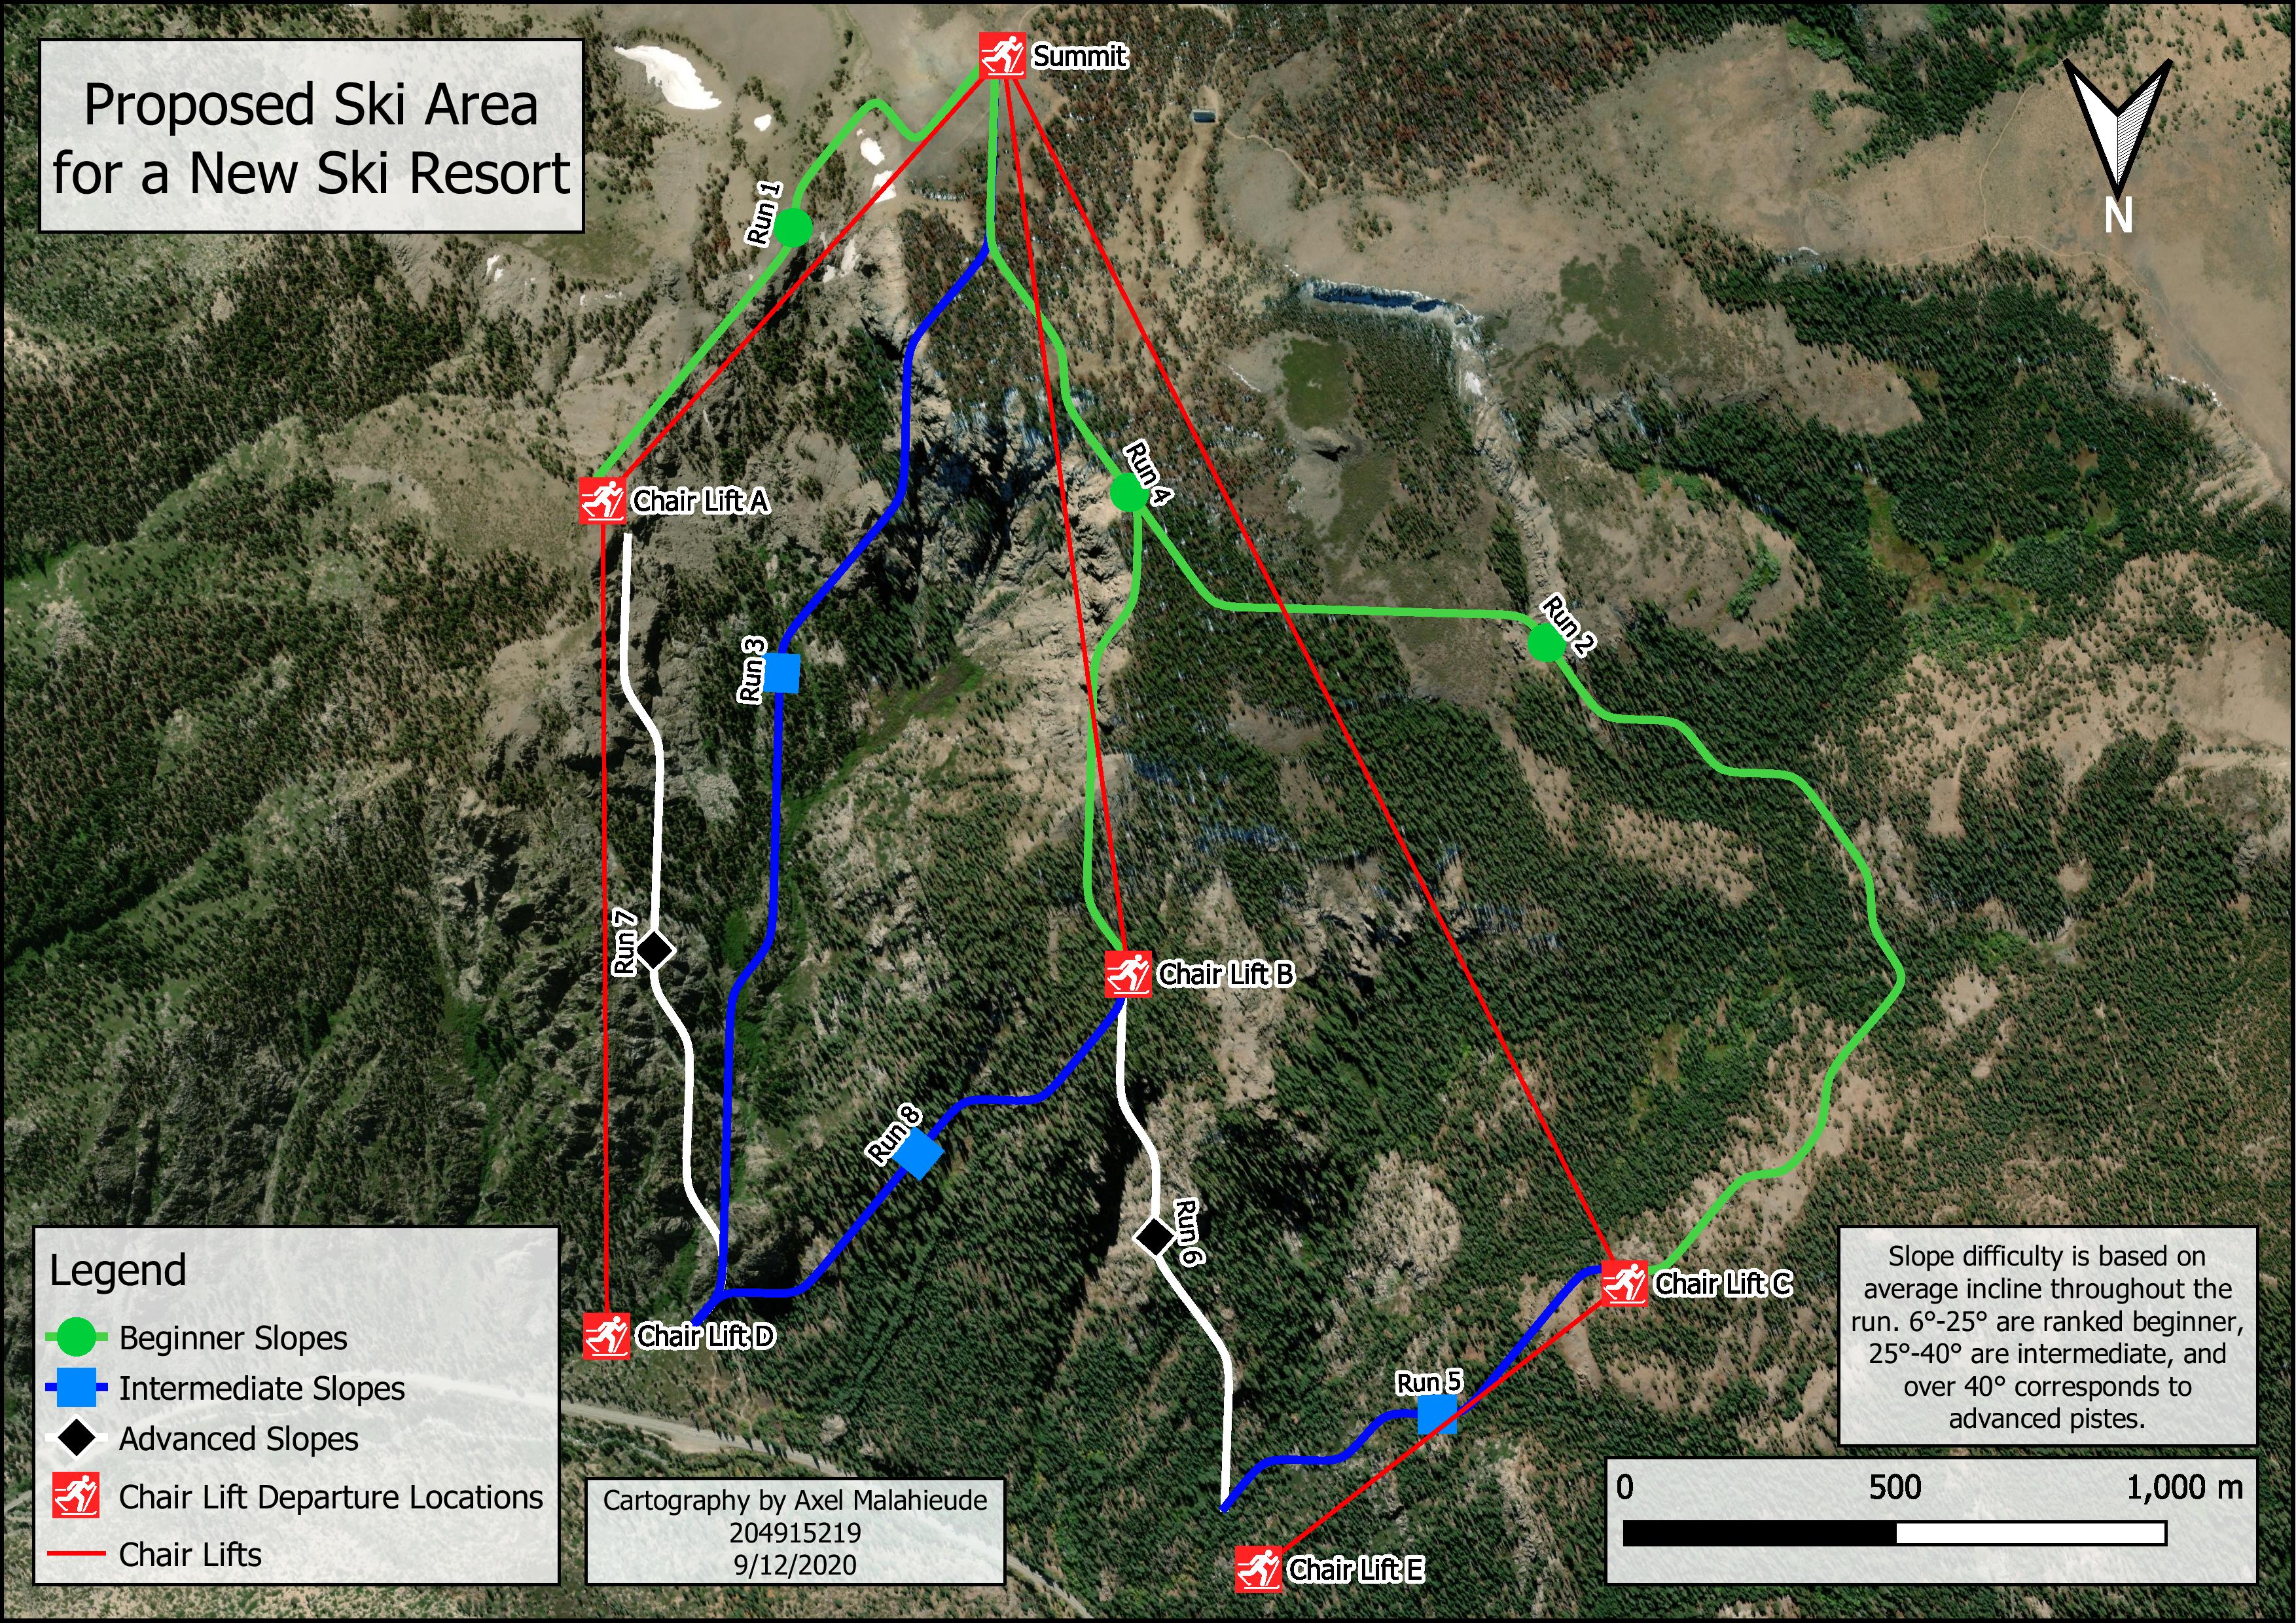 Proposed Ski Area
for a New Ski Resort
Summit
N
Run 1
Chair Lift A
Run 4
Run 2
Run 3
Run 7
Chair Lift B
Run 8
Run 6
Chair Lift C
Chair Lift D
Run 5
Chair Lift E
Legend
Beginner Slopes
Intermediate Slopes
Advanced Slopes
Chair Lift Departure Locations
Chair Lifts
Cartography by Axel Malahieude
204915219
9/12/2020
Slope difficulty is based on
average incline throughout the
run. 6°-25° are ranked beginner,
25°-40° are intermediate, and
over 40° corresponds to
advanced pistes.
0 500 1,000 m